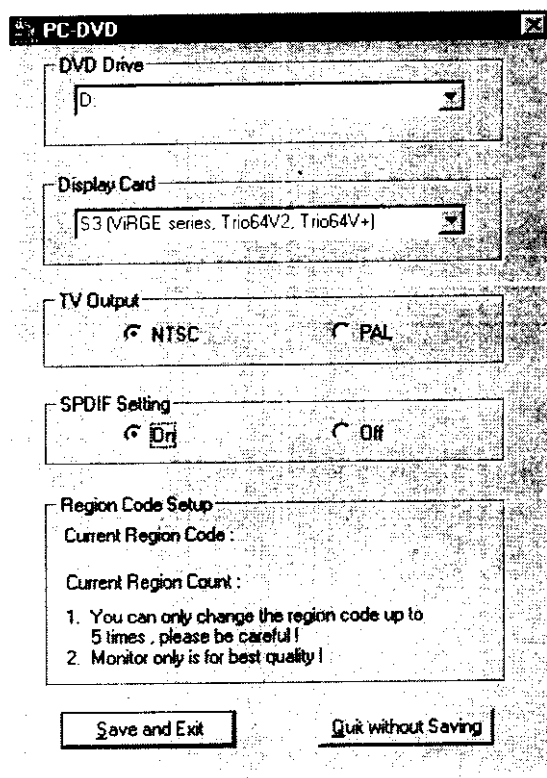 PC-DVD
DVD Drive
D:
Display Card
S3 (ViRGE series, Trio64V2, Trio64V+)
TV Output
NTSC PAL
SPDIF Setting
On Off
Region Code Setup
Current Region Code :
Current Region Count :
1. You can only change the region code up to
5 times , please be careful !
2. Monitor only is for best quality !
Save and Exit Quit without Saving